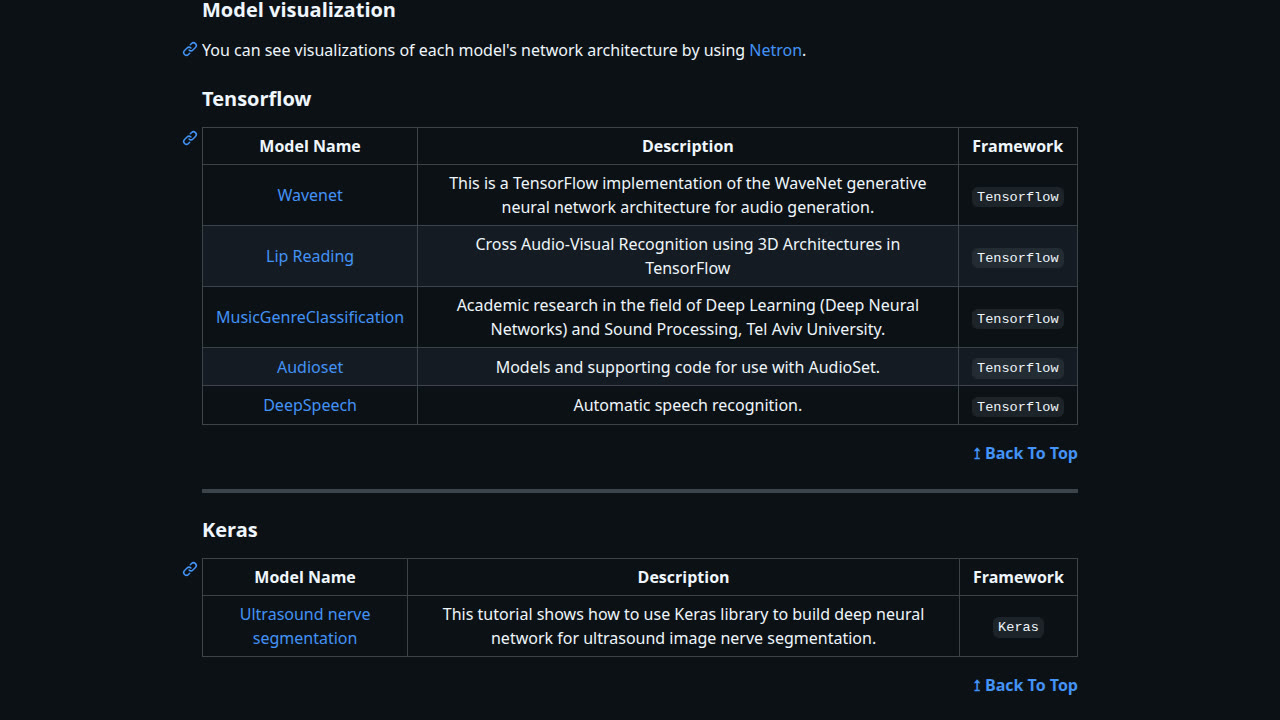 Model visualization
You can see visualizations of each model's network architecture by using Netron.
Tensorflow
Model Name Description Framework
Wavenet This is a TensorFlow implementation of the WaveNet generative neural network architecture for audio generation. Tensorflow
Lip Reading Cross Audio-Visual Recognition using 3D Architectures in TensorFlow Tensorflow
MusicGenreClassification Academic research in the field of Deep Learning (Deep Neural Networks) and Sound Processing, Tel Aviv University. Tensorflow
Audioset Models and supporting code for use with AudioSet. Tensorflow
DeepSpeech Automatic speech recognition. Tensorflow
↥ Back To Top
Keras
Model Name Description Framework
Ultrasound nerve segmentation This tutorial shows how to use Keras library to build deep neural network for ultrasound image nerve segmentation. Keras
↥ Back To Top